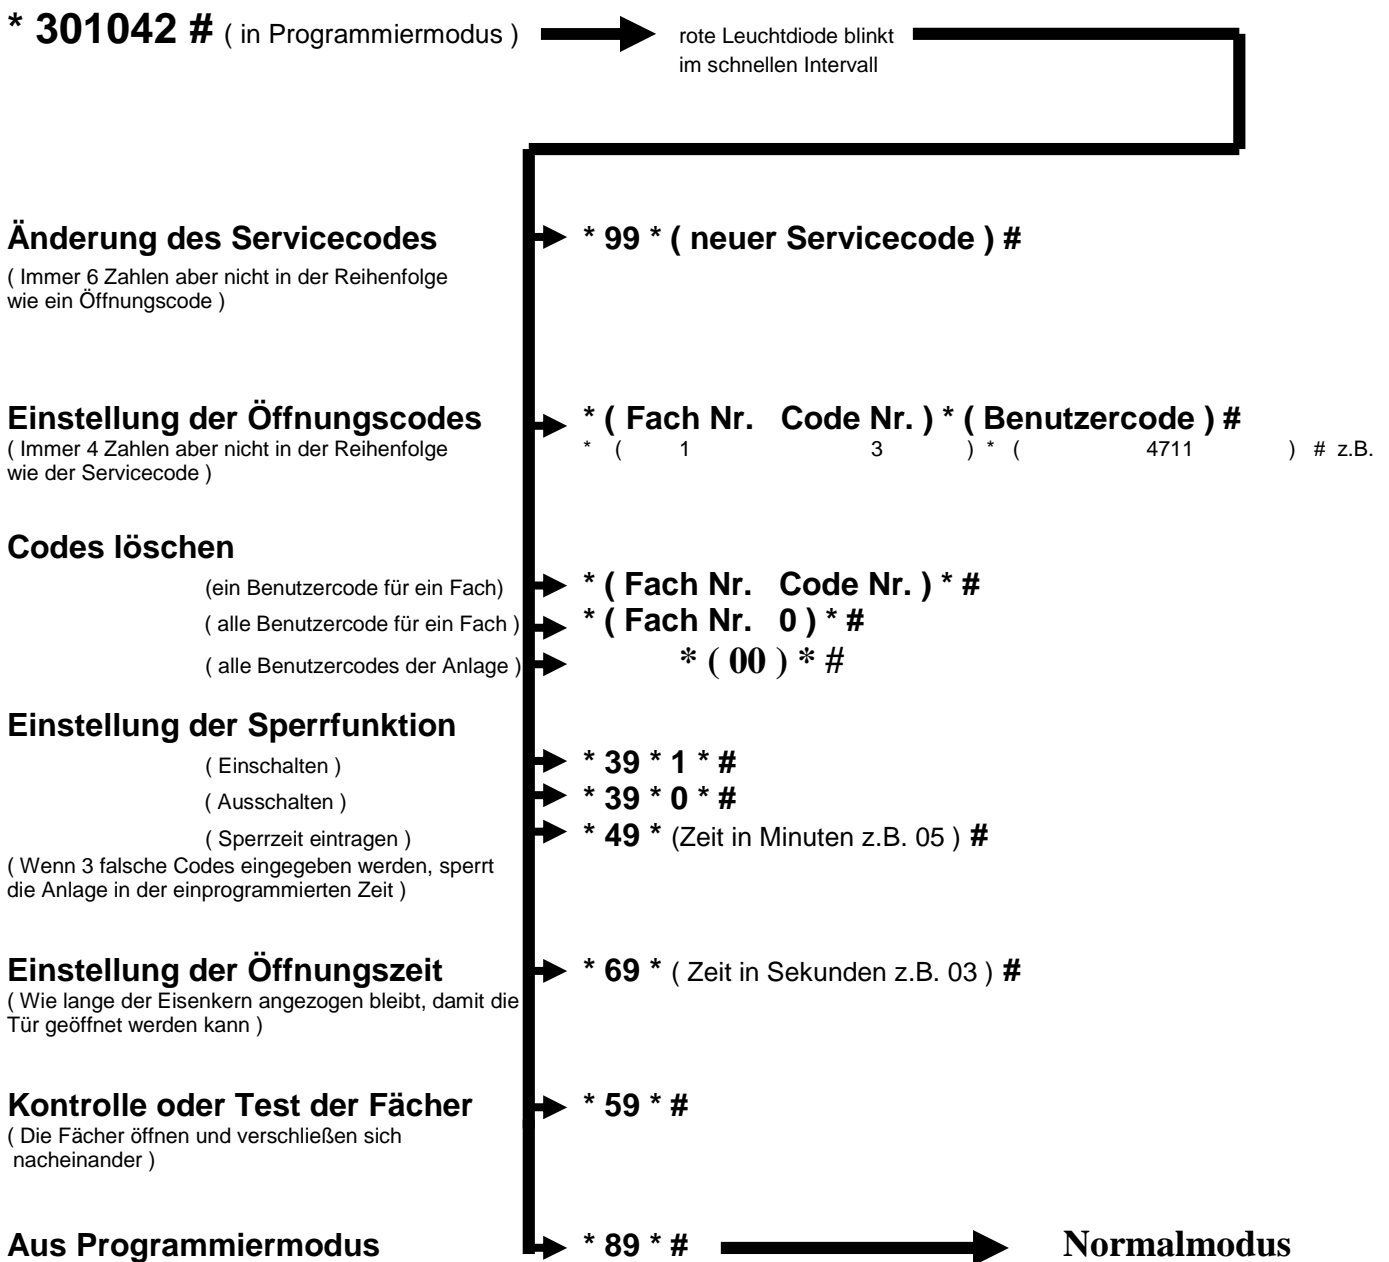 * 301042 # ( in Programmiermodus ) rote Leuchtdiode blinkt
im schnellen Intervall
Änderung des Servicecodes * 99 * ( neuer Servicecode ) #
( Immer 6 Zahlen aber nicht in der Reihenfolge
wie ein Öffnungscode )
Einstellung der Öffnungscodes * ( Fach Nr. Code Nr. ) * ( Benutzercode ) #
( Immer 4 Zahlen aber nicht in der Reihenfolge * ( 1 3 ) * ( 4711 ) # z.B.
wie der Servicecode )
Codes löschen
(ein Benutzercode für ein Fach) * ( Fach Nr. Code Nr. ) * #
( alle Benutzercode für ein Fach ) * ( Fach Nr. 0 ) * #
( alle Benutzercodes der Anlage ) * ( 00 ) * #
Einstellung der Sperrfunktion
( Einschalten ) * 39 * 1 * #
( Ausschalten ) * 39 * 0 * #
( Sperrzeit eintragen ) * 49 * (Zeit in Minuten z.B. 05 ) #
( Wenn 3 falsche Codes eingegeben werden, sperrt
die Anlage in der einprogrammierten Zeit )
Einstellung der Öffnungszeit * 69 * ( Zeit in Sekunden z.B. 03 ) #
( Wie lange der Eisenkern angezogen bleibt, damit die
Tür geöffnet werden kann )
Kontrolle oder Test der Fächer * 59 * #
( Die Fächer öffnen und verschließen sich
nacheinander )
Aus Programmiermodus * 89 * # Normalmodus